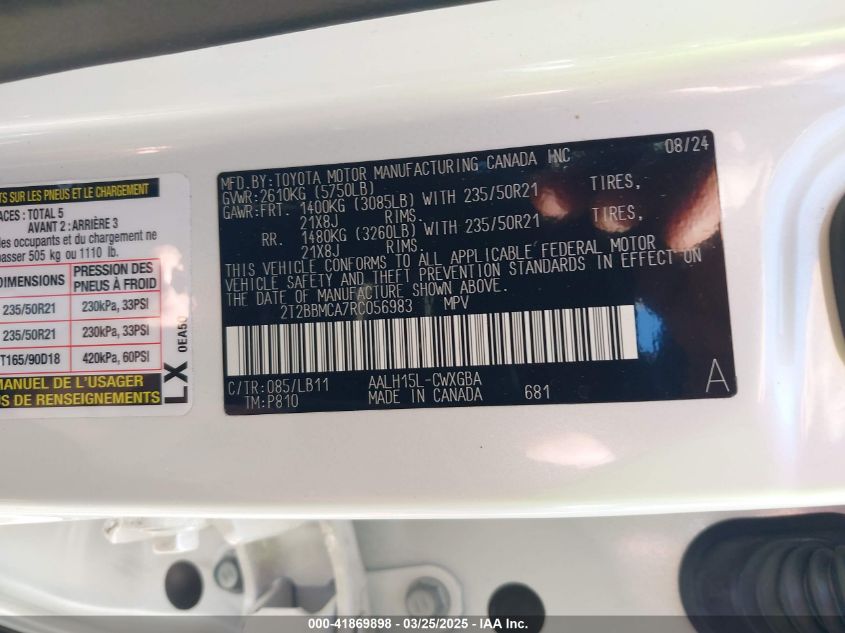 TS SUR LES PNEUS ET LE CHARGEMENT
ACES : TOTAL 5
AVANT 2 : ARRIÈRE 3
des occupants et du chargement ne
passer 505 kg ou 1110 lb.
DIMENSIONS
PRESSION DES PNEUS À FROID
235/50R21 230kPa, 33PSI
235/50R21 230kPa, 33PSI
T165/90D18 420kPa, 60PSI
MANUEL DE L'USAGER
US DE RENSEIGNEMENTS
LX 0EA50
MFD.BY:TOYOTA MOTOR MANUFACTURING CANADA INC 08/24
GVWR:2610KG (5750LB)
GAWR:FRT. 1400KG (3085LB) WITH 235/50R21 TIRES,
21X8J RIMS.
RR. 1480KG (3260LB) WITH 235/50R21 TIRES,
21X8J RIMS.
THIS VEHICLE CONFORMS TO ALL APPLICABLE FEDERAL MOTOR
VEHICLE SAFETY AND THEFT PREVENTION STANDARDS IN EFFECT ON
THE DATE OF MANUFACTURE SHOWN ABOVE.
2T2BBMCA7RC056983 MPV
C/TR:085/LB11 AALH15L-CWXGBA
TM:P810 MADE IN CANADA 681
A
000-41869898 - 03/25/2025 - IAA Inc.